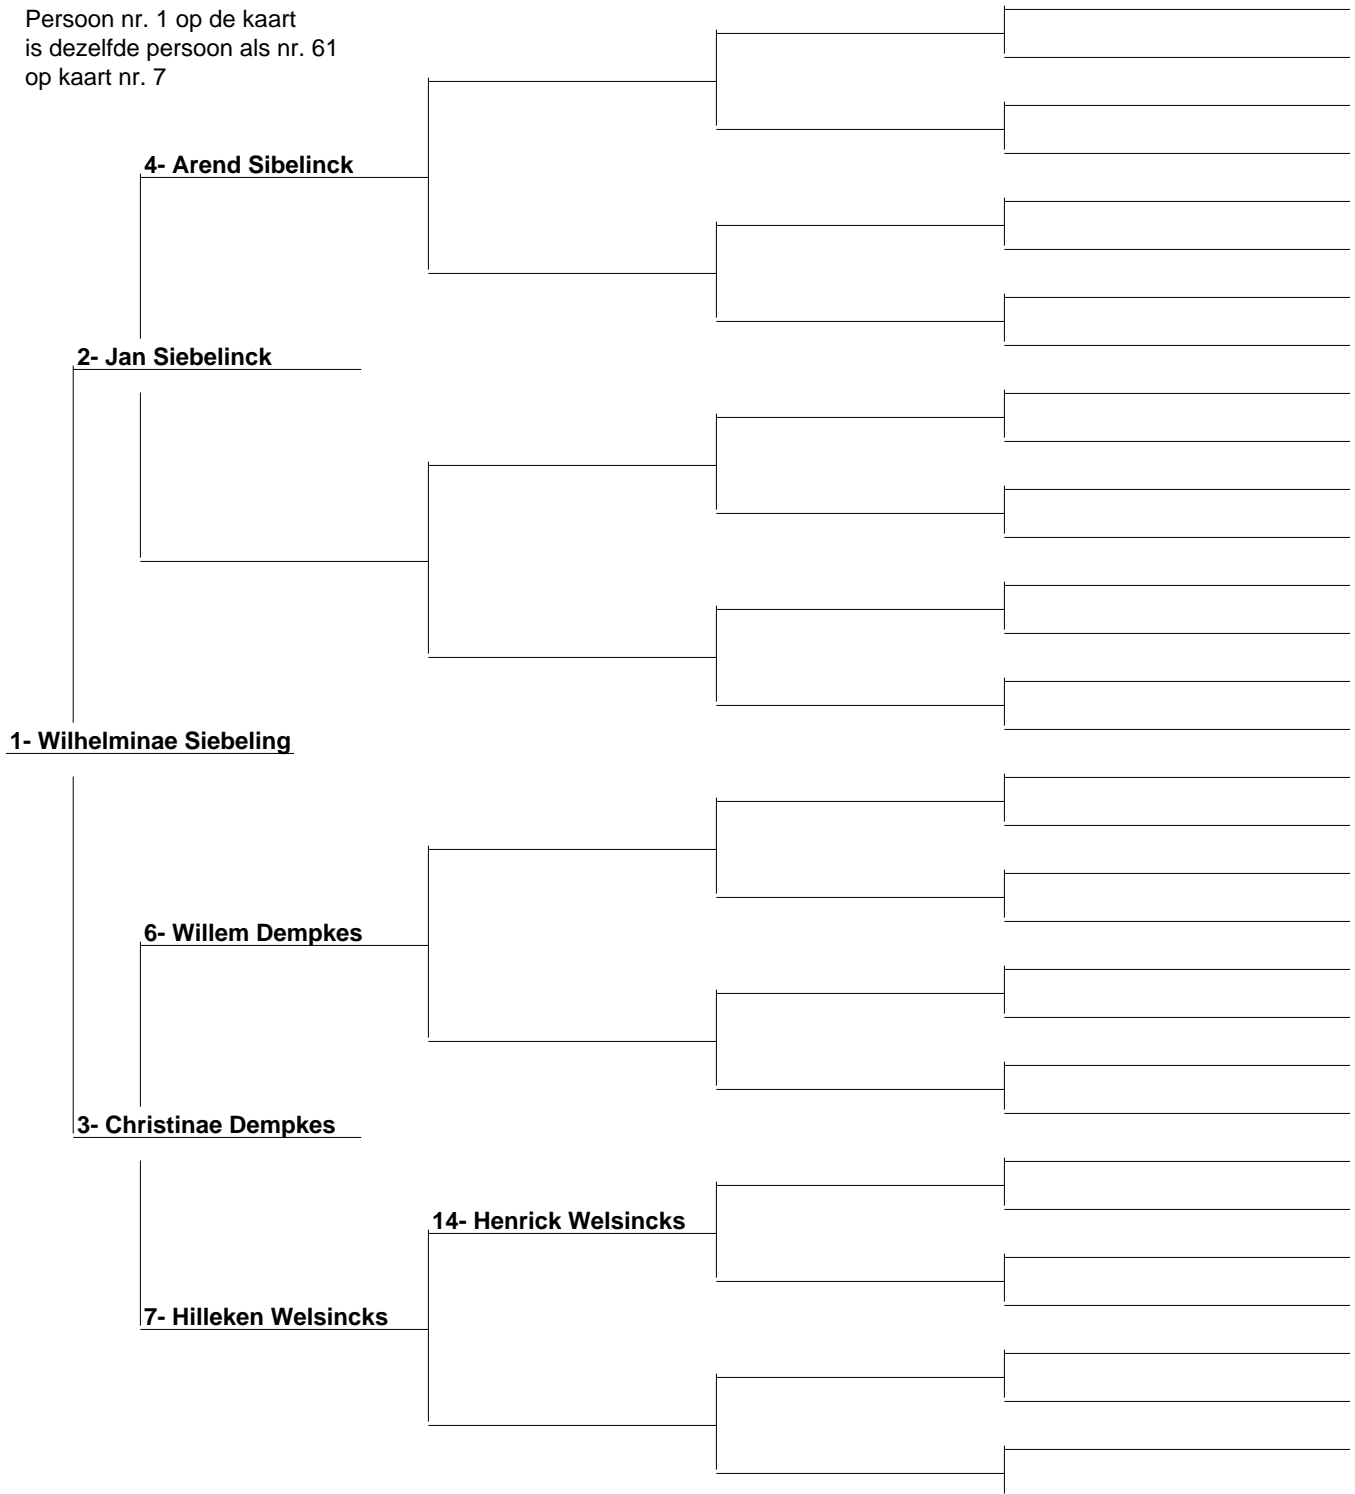 Persoon nr. 1 op de kaart
is dezelfde persoon als nr. 61
op kaart nr. 7
4- Arend Sibelinck
2- Jan Siebelinck
1- Wilhelminae Siebeling
6- Willem Dempkes
3- Christinae Dempkes
14- Henrick Welsincks
7- Hilleken Welsincks